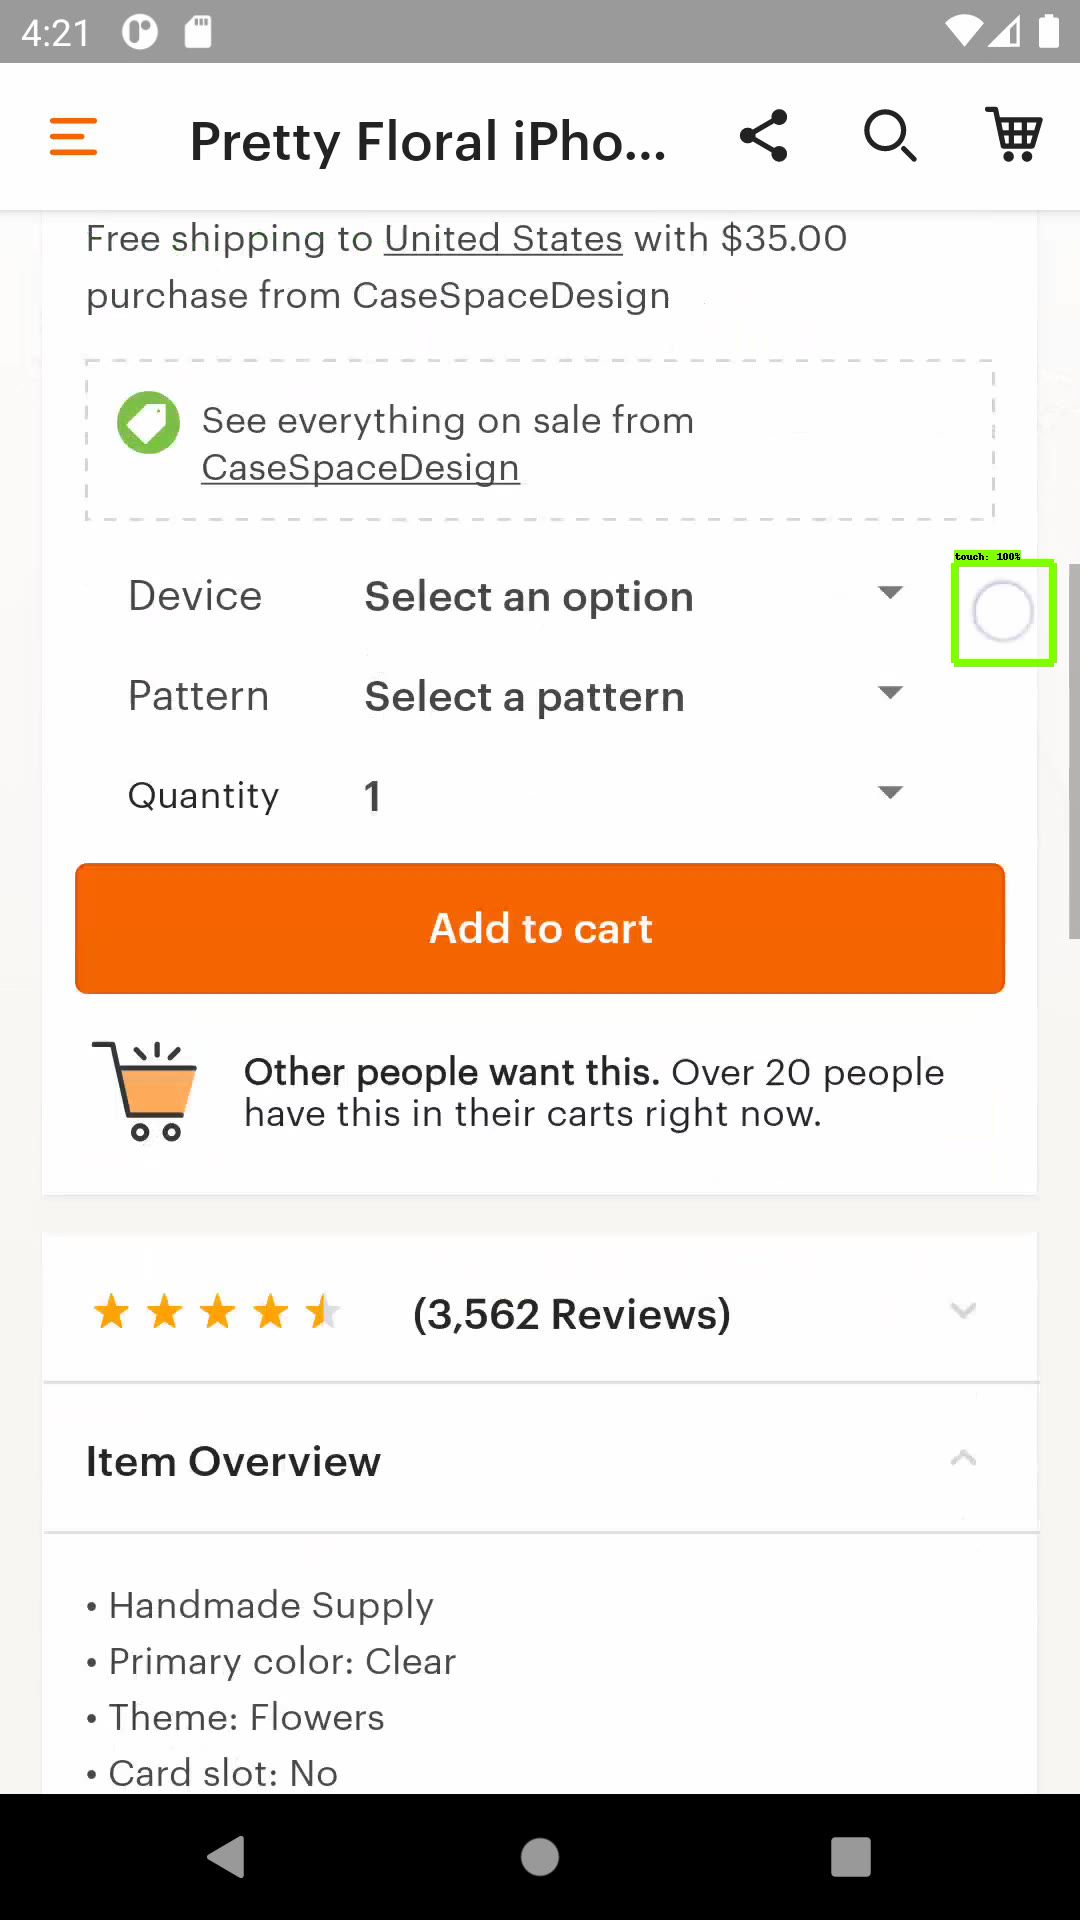 4:21
Pretty Floral iPho...
Free shipping to United States with $35.00
purchase from CaseSpaceDesign
See everything on sale from
CaseSpaceDesign
touch: 100%
Device Select an option
Pattern Select a pattern
Quantity 1
Add to cart
Other people want this. Over 20 people
have this in their carts right now.
(3,562 Reviews)
Item Overview
• Handmade Supply
• Primary color: Clear
• Theme: Flowers
• Card slot: No